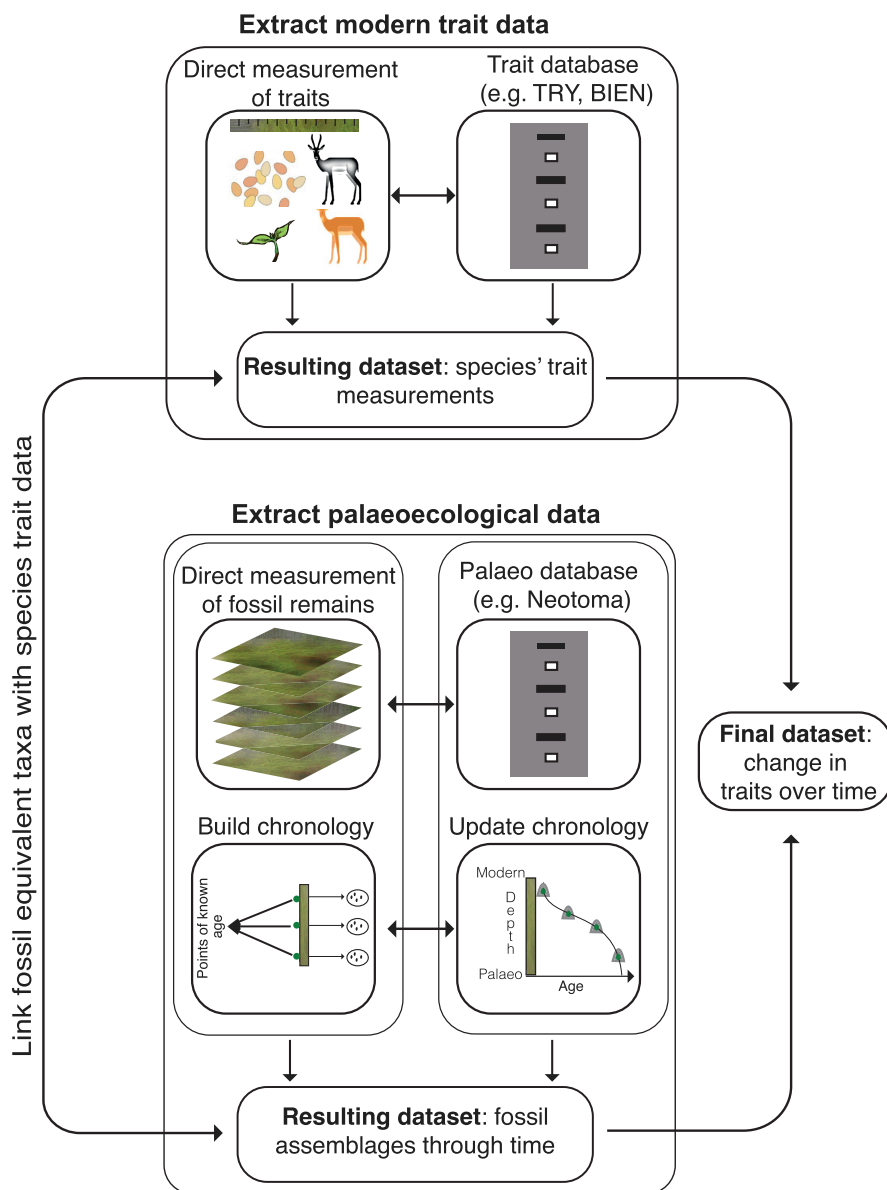 Extract modern trait data
Direct measurement
of traits
Trait database
(e.g. TRY, BIEN)
Resulting dataset: species’ trait
measurements
Link fossil equivalent taxa with species trait data
Extract palaeoecological data
Direct measurement
of fossil remains
Palaeo database
(e.g. Neotoma)
Build chronology
Points of known
age
Update chronology
Modern
Depth
Palaeo
Age
Resulting dataset: fossil
assemblages through time
Final dataset:
change in
traits over time